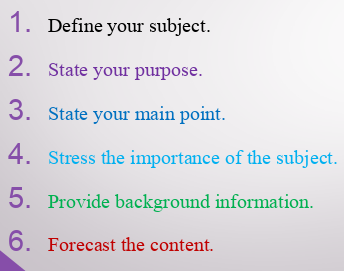 1. Define your subject.
2. State your purpose.
3. State your main point.
4. Stress the importance of the subject.
5. Provide background information.
6. Forecast the content.